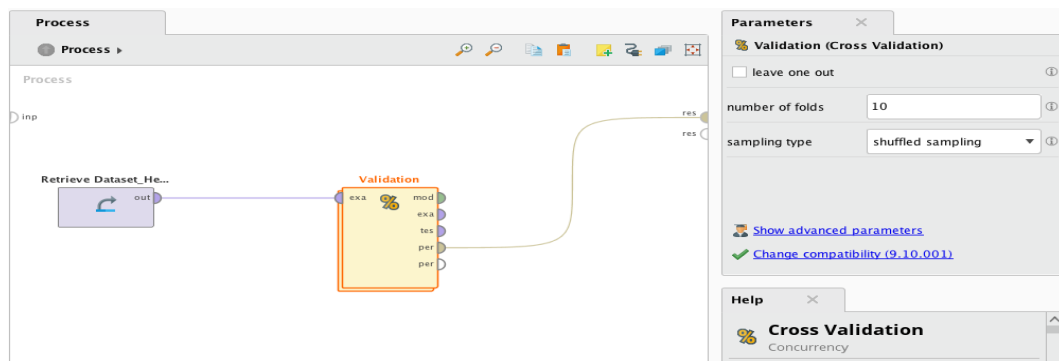 Process
Process
Process
inp
res
res
Retrieve Dataset_He...
out
Validation
exa
mod
exa
tes
per
per
Parameters
Validation (Cross Validation)
leave one out
number of folds
10
sampling type
shuffled sampling
Show advanced parameters
Change compatibility (9.10.001)
Help
Cross Validation
Concurrency